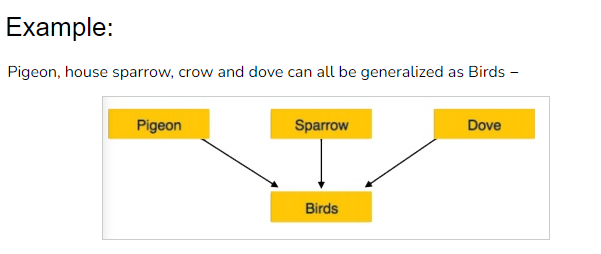 Example:
Pigeon, house sparrow, crow and dove can all be generalized as Birds –
Pigeon Sparrow Dove
Birds